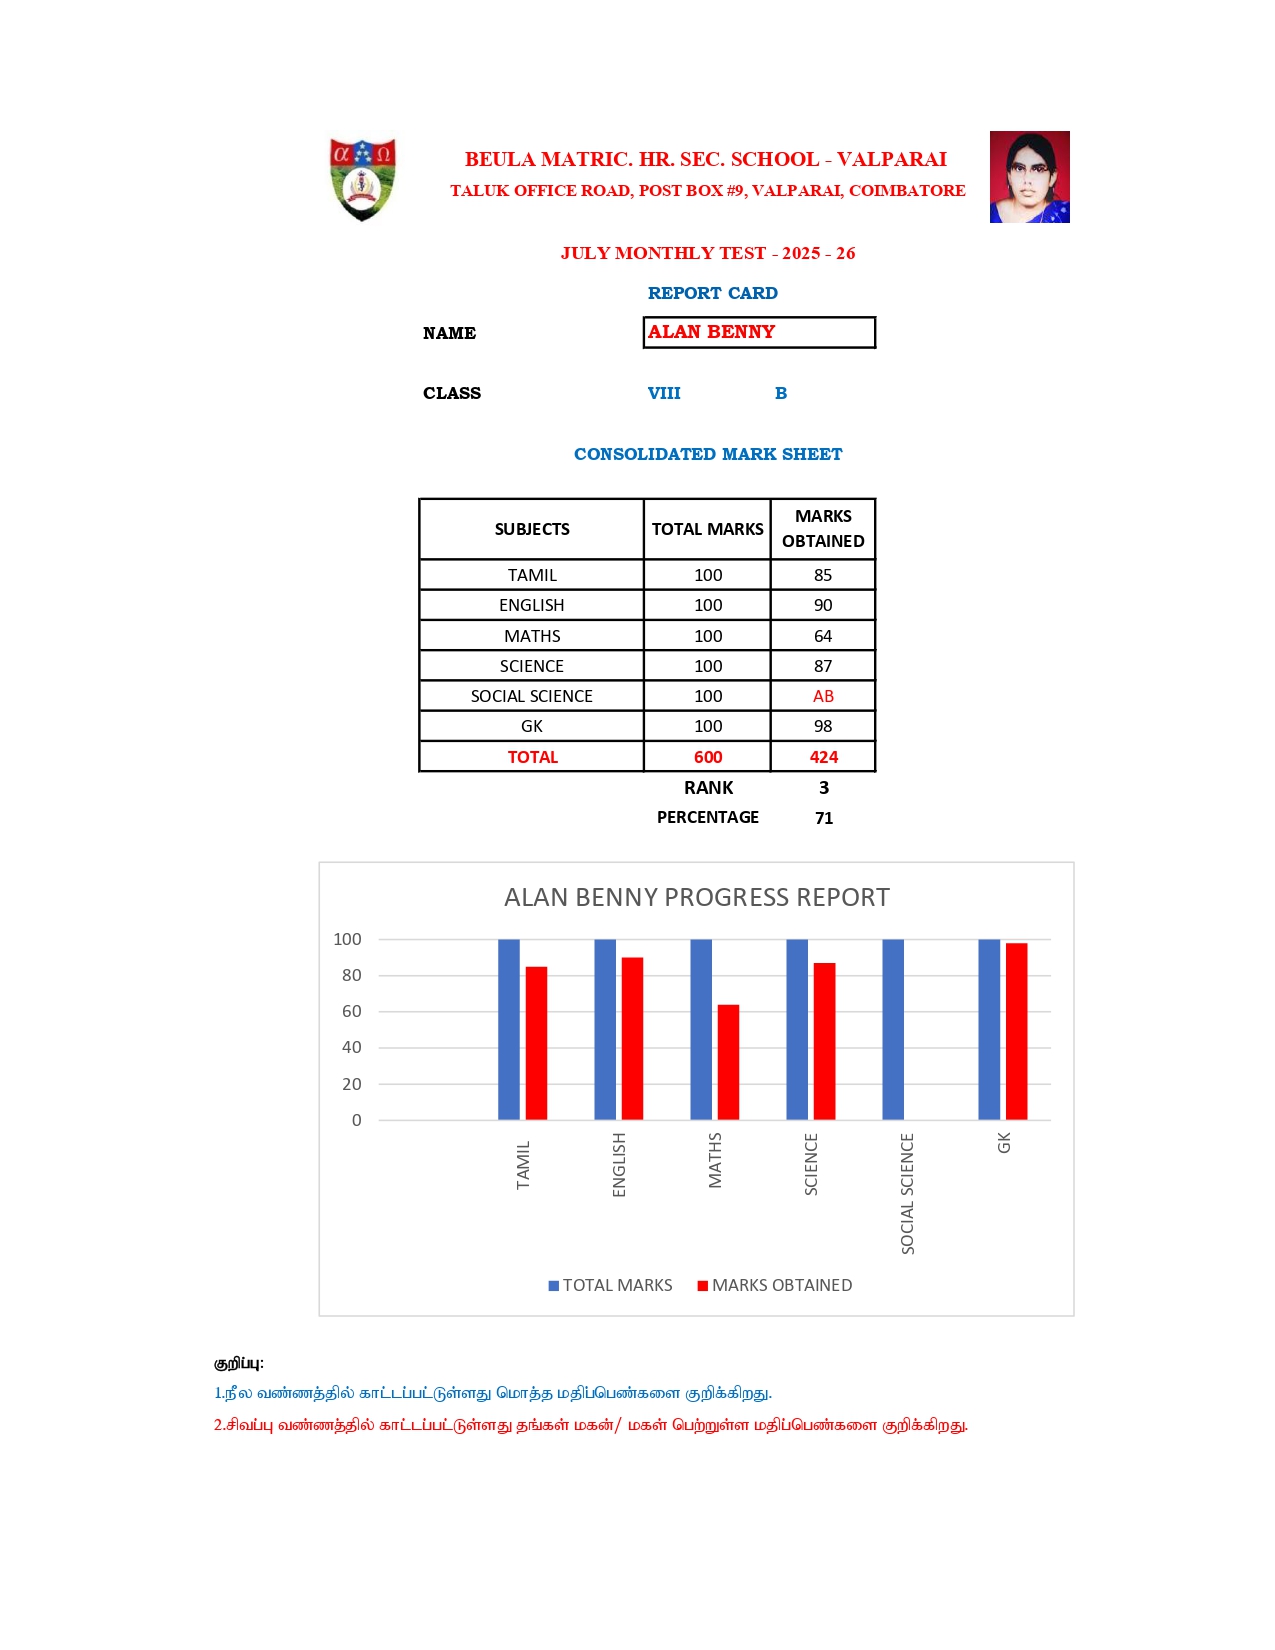 α Ω
BEULA MATRIC. HR. SEC. SCHOOL - VALPARAI
TALUK OFFICE ROAD, POST BOX #9, VALPARAI, COIMBATORE
JULY MONTHLY TEST - 2025 - 26
REPORT CARD
NAME ALAN BENNY
CLASS VIII B
CONSOLIDATED MARK SHEET
SUBJECTS TOTAL MARKS MARKS OBTAINED
TAMIL 100 85
ENGLISH 100 90
MATHS 100 64
SCIENCE 100 87
SOCIAL SCIENCE 100 AB
GK 100 98
TOTAL 600 424
RANK 3
PERCENTAGE 71
ALAN BENNY PROGRESS REPORT
100
80
60
40
20
0
TAMIL ENGLISH MATHS SCIENCE SOCIAL SCIENCE GK
TOTAL MARKS MARKS OBTAINED
குறிப்பு:
1.நீல வண்ணத்தில் காட்டப்பட்டுள்ளது மொத்த மதிப்பெண்களை குறிக்கிறது.
2.சிவப்பு வண்ணத்தில் காட்டப்பட்டுள்ளது தங்கள் மகன்/ மகள் பெற்றுள்ள மதிப்பெண்களை குறிக்கிறது.